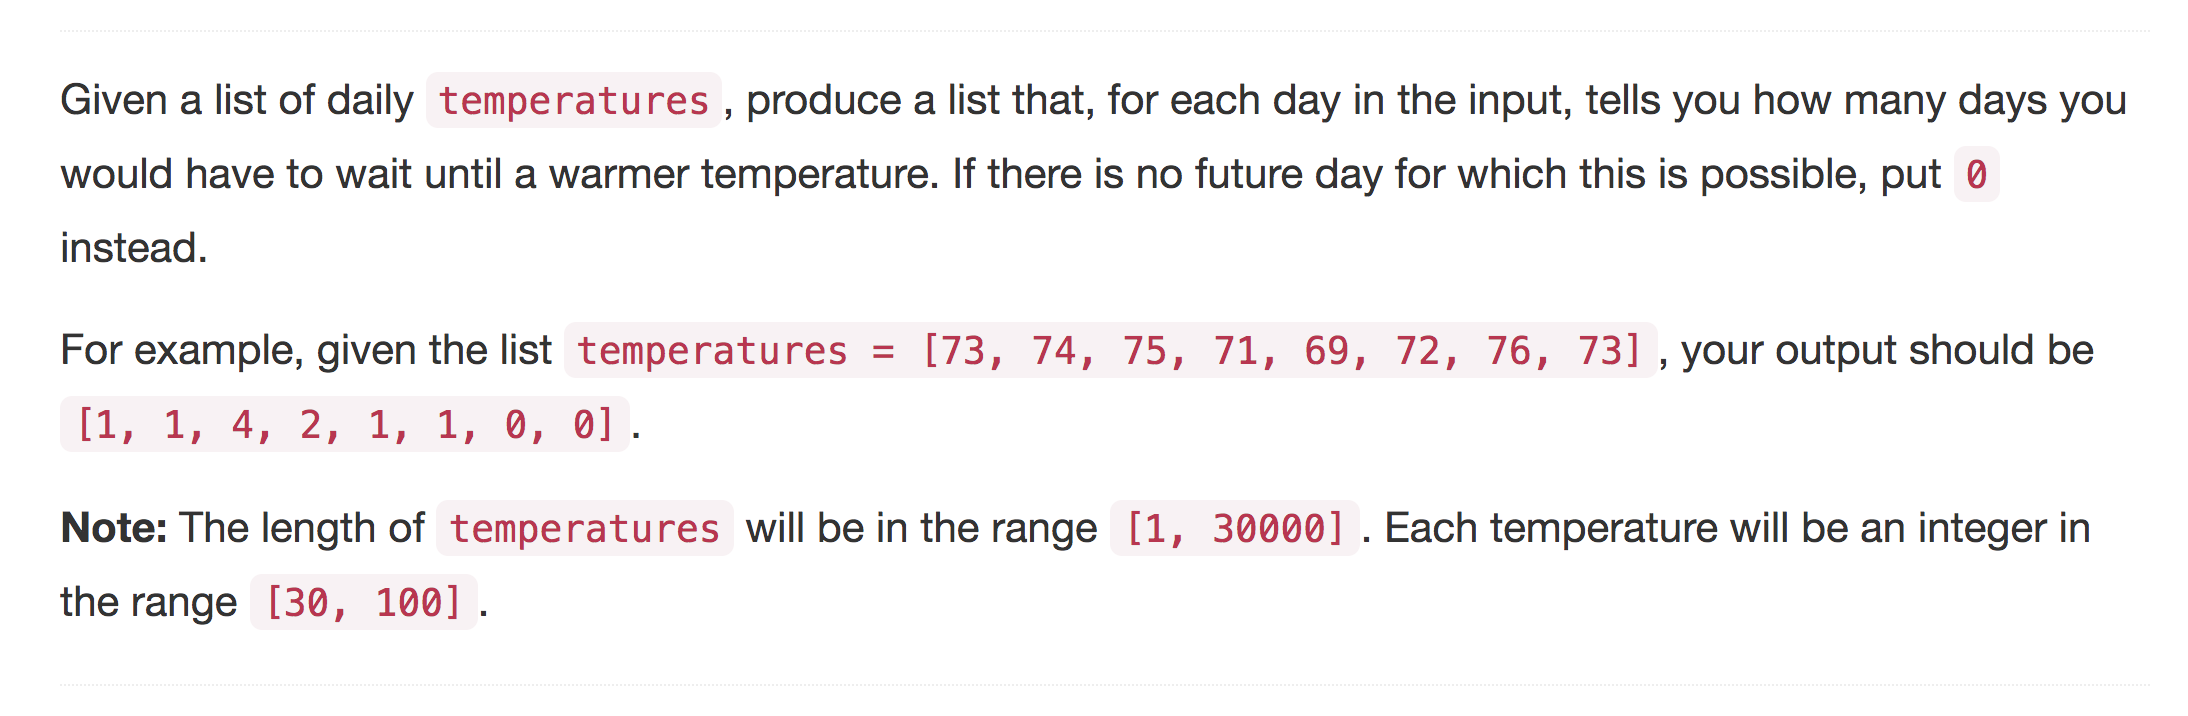 Given a list of daily temperatures, produce a list that, for each day in the input, tells you how many days you
would have to wait until a warmer temperature. If there is no future day for which this is possible, put 0
instead.
For example, given the list temperatures = [73, 74, 75, 71, 69, 72, 76, 73], your output should be
[1, 1, 4, 2, 1, 1, 0, 0].
Note: The length of temperatures will be in the range [1, 30000]. Each temperature will be an integer in
the range [30, 100].